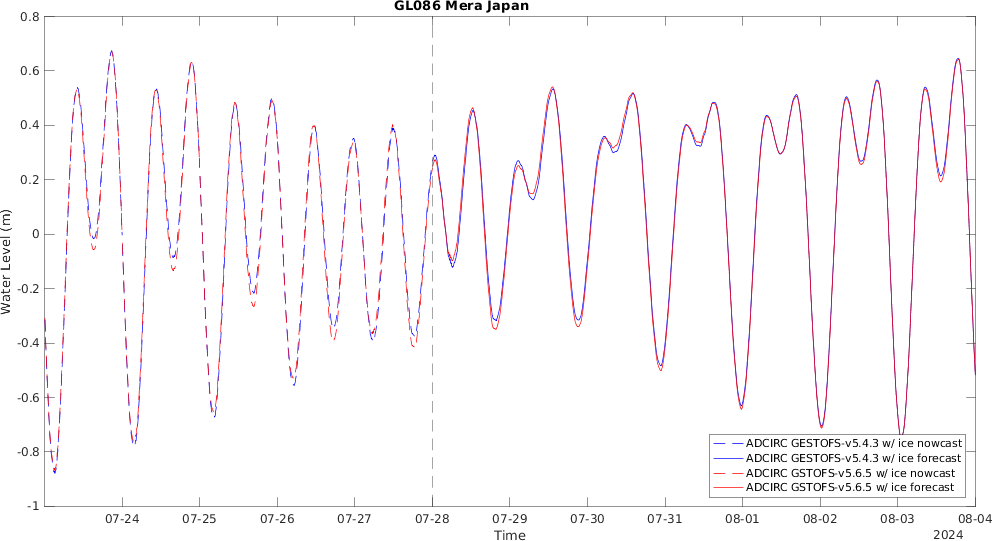 GL086 Mera Japan
0.8
0.6
0.4
0.2
0
-0.2
-0.4
-0.6
-0.8
-1
Water Level (m)
ADCIRC GESTOFS-v5.4.3 w/ ice nowcast
ADCIRC GESTOFS-v5.4.3 w/ ice forecast
ADCIRC GSTOFS-v5.6.5 w/ ice nowcast
ADCIRC GSTOFS-v5.6.5 w/ ice forecast
07-24 07-25 07-26 07-27 07-28 07-29 07-30 07-31 08-01 08-02 08-03 08-04
Time
2024